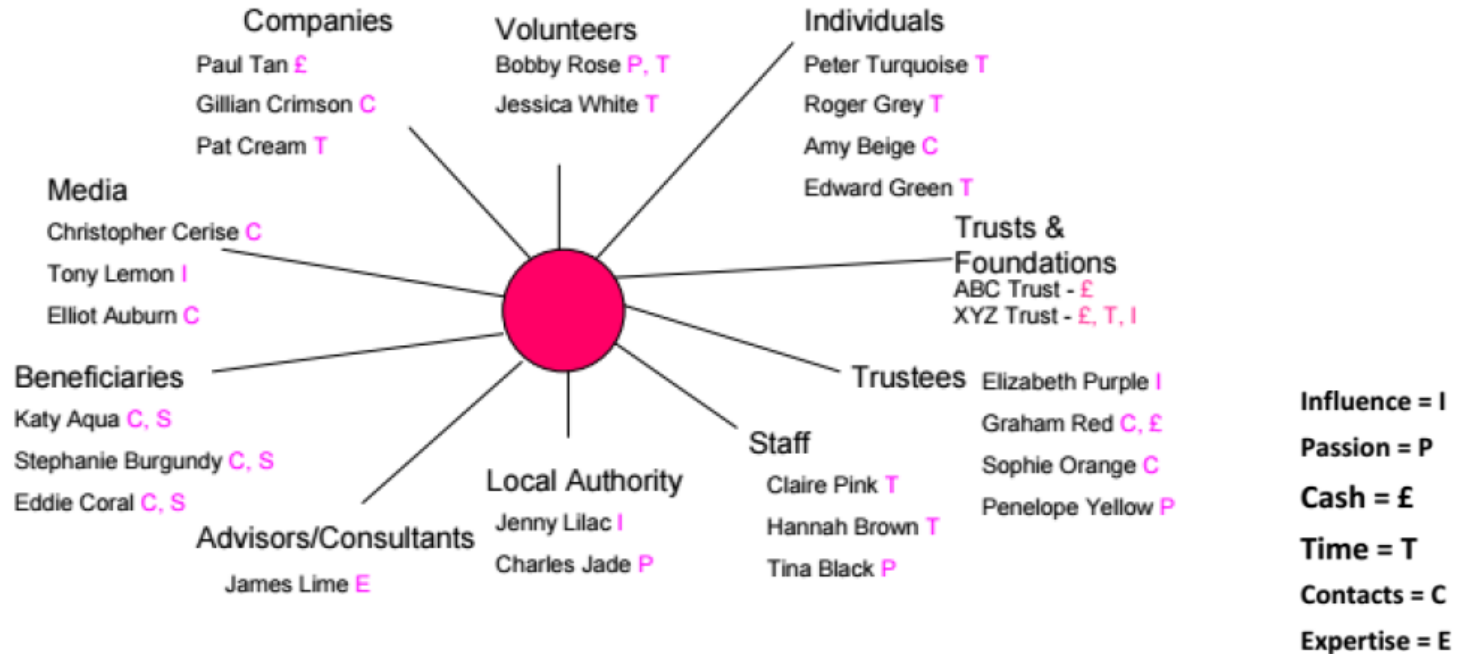 Companies
Paul Tan £
Gillian Crimson C
Pat Cream T
Volunteers
Bobby Rose P, T
Jessica White T
Individuals
Peter Turquoise T
Roger Grey T
Amy Beige C
Edward Green T
Media
Christopher Cerise C
Tony Lemon I
Elliot Auburn C
Trusts &
Foundations
ABC Trust - £
XYZ Trust - £, T, I
Beneficiaries
Katy Aqua C, S
Stephanie Burgundy C, S
Eddie Coral C, S
Trustees
Elizabeth Purple I
Graham Red C, £
Sophie Orange C
Penelope Yellow P
Staff
Claire Pink T
Hannah Brown T
Tina Black P
Local Authority
Jenny Lilac I
Charles Jade P
Advisors/Consultants
James Lime E
Influence = I
Passion = P
Cash = £
Time = T
Contacts = C
Expertise = E